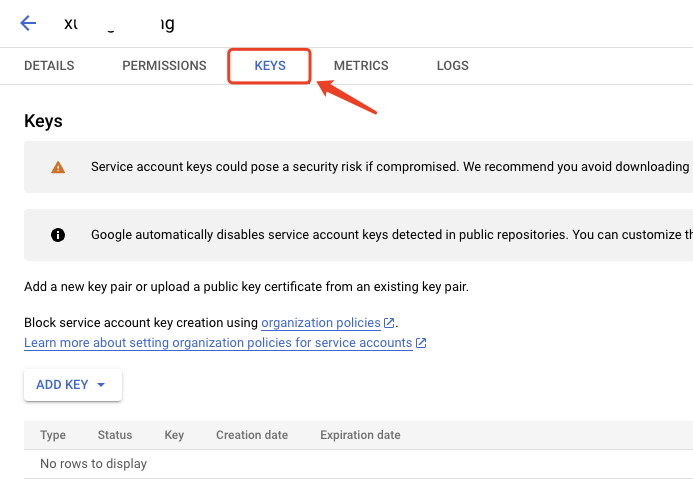 DETAILS PERMISSIONS KEYS METRICS LOGS
Keys
Service account keys could pose a security risk if compromised. We recommend you avoid downloading
Google automatically disables service account keys detected in public repositories. You can customize
Add a new key pair or upload a public key certificate from an existing key pair.
Block service account key creation using organization policies.
Learn more about setting organization policies for service accounts
ADD KEY
Type Status Key Creation date Expiration date
No rows to display